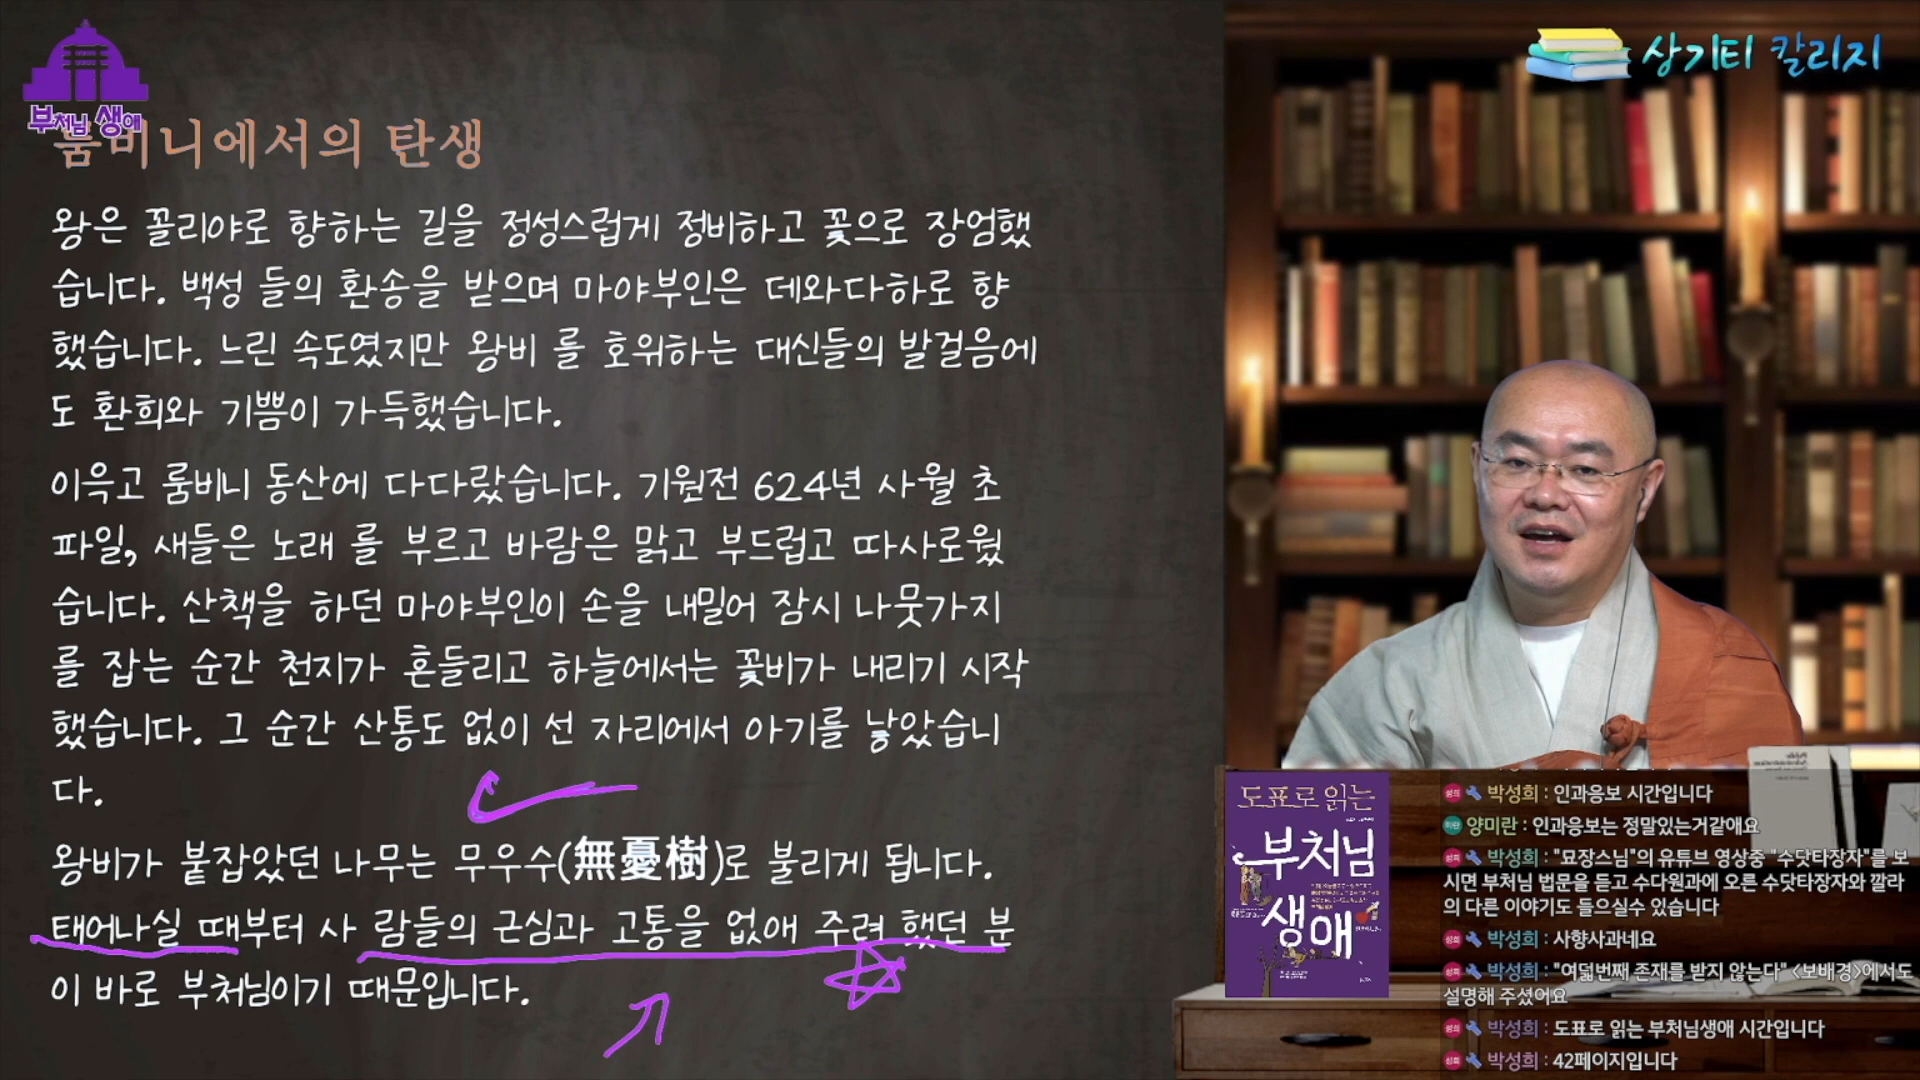 부처님 생애
룸비니에서의 탄생
왕은 꼴리야로 향하는 길을 정성스럽게 정비하고 꽃으로 장엄했
습니다. 백성 들의 환송을 받으며 마야부인은 데와다하로 향
했습니다. 느린 속도였지만 왕비 를 호위하는 대신들의 발걸음에
도 환희와 기쁨이 가득했습니다.
이윽고 룸비니 동산에 다다랐습니다. 기원전 624년 사월 초
파일, 새들은 노래 를 부르고 바람은 맑고 부드럽고 따사로웠
습니다. 산책을 하던 마야부인이 손을 내밀어 잠시 나뭇가지
를 잡는 순간 천지가 흔들리고 하늘에서는 꽃비가 내리기 시작
했습니다. 그 순간 산통도 없이 선 자리에서 아기를 낳았습니
다.
왕비가 붙잡았던 나무는 무우수(無憂樹)로 불리게 됩니다.
태어나실 때부터 사 람들의 근심과 고통을 없애 주려 했던 분
이 바로 부처님이기 때문입니다.
상기티 칼리지
도표로 읽는
부처님
생애
박성희 : 인과응보 시간입니다
양미란 : 인과응보는 정말있는거같애요
박성희 : "묘장스님"의 유튜브 영상중 "수닷타장자"를 보
시면 부처님 법문을 듣고 수다원과에 오른 수닷타장자와 깔라
의 다른 이야기도 들으실수 있습니다
박성희 : 사향사과네요
박성희 : "여덟번째 존재를 받지 않는다" <보배경>에서도
설명해 주셨어요
박성희 : 도표로 읽는 부처님생애 시간입니다
박성희 : 42페이지입니다